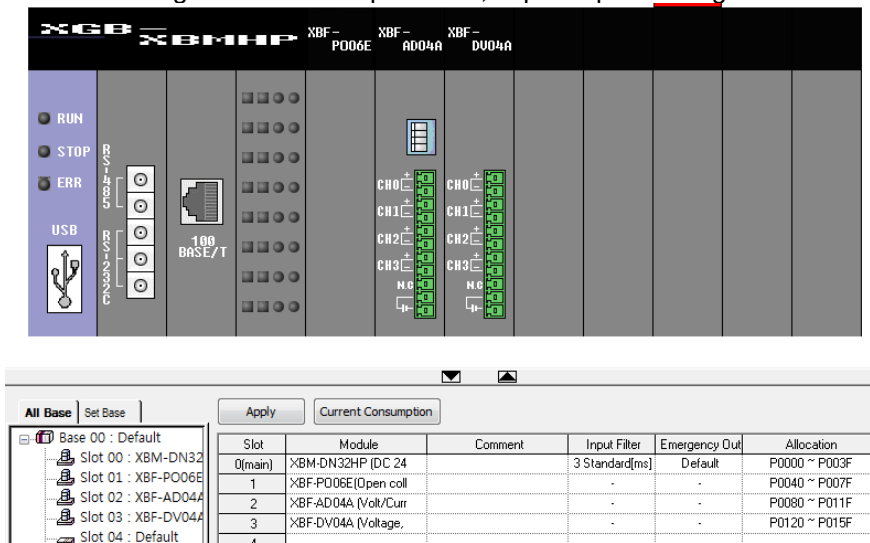 XGB – XBMHP
XBF-PO06E
XBF-AD04A
XBF-DV04A
RUN
STOP
ERR
USB
RS-485
RS-232C
100
BASE/T
CH0 + –
CH1 + –
CH2 + –
CH3 + –
N.C
CH0 + –
CH1 + –
CH2 + –
CH3 + –
N.C
All Base Set Base Apply Current Consumption
Base 00 : Default
Slot 00 : XBM-DN32
Slot 01 : XBF-PO06E
Slot 02 : XBF-AD04A
Slot 03 : XBF-DV04A
Slot 04 : Default
Slot Module Comment Input Filter Emergency Out Allocation
0(main) XBM-DN32HP (DC 24 3 Standard[ms] Default P0000 ~ P003F
1 XBF-PO06E(Open coll - - P0040 ~ P007F
2 XBF-AD04A (Volt/Curr - - P0080 ~ P011F
3 XBF-DV04A (Voltage, - - P0120 ~ P015F
4